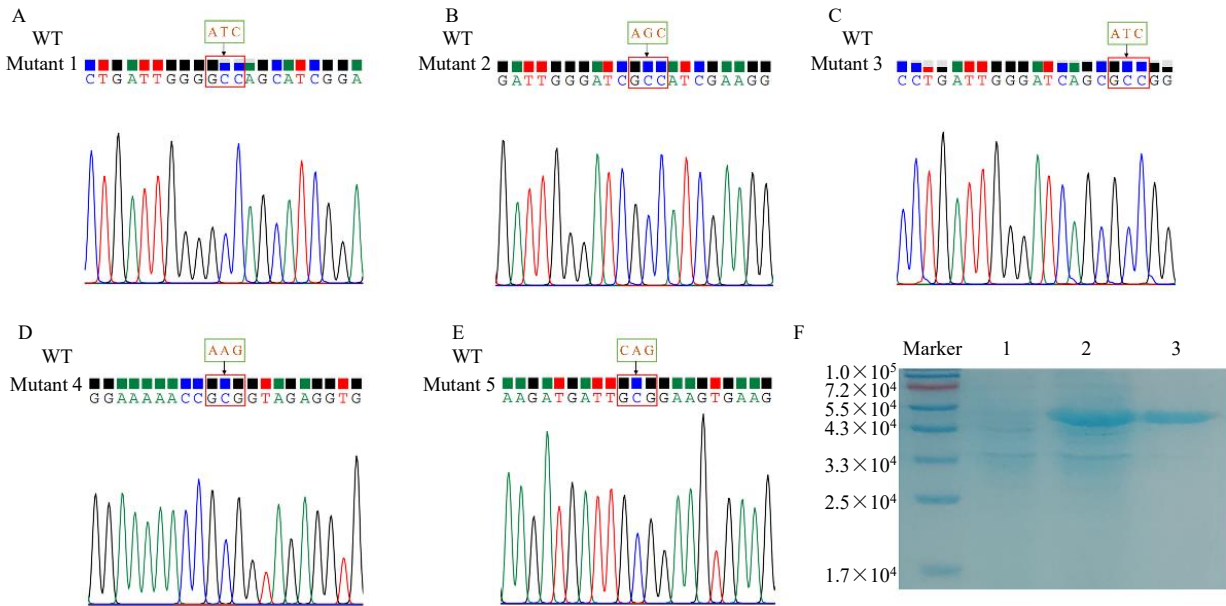 A
WT
ATC
Mutant 1
CTGATTGGGGCCAGCATCGGA
B
WT
AGC
Mutant 2
GATTGGGATCGCCATCGAAGG
C
WT
ATC
Mutant 3
CCTGATTGGGATCAGCGCCGG
D
WT
AAG
Mutant 4
GGAAAAACCGCGGTAGAGGTG
E
WT
CAG
Mutant 5
AAGATGATTGCGGAAGTGAAG
F
Marker 1 2 3
1.0×10⁵
7.2×10⁴
5.5×10⁴
4.3×10⁴
3.3×10⁴
2.5×10⁴
1.7×10⁴